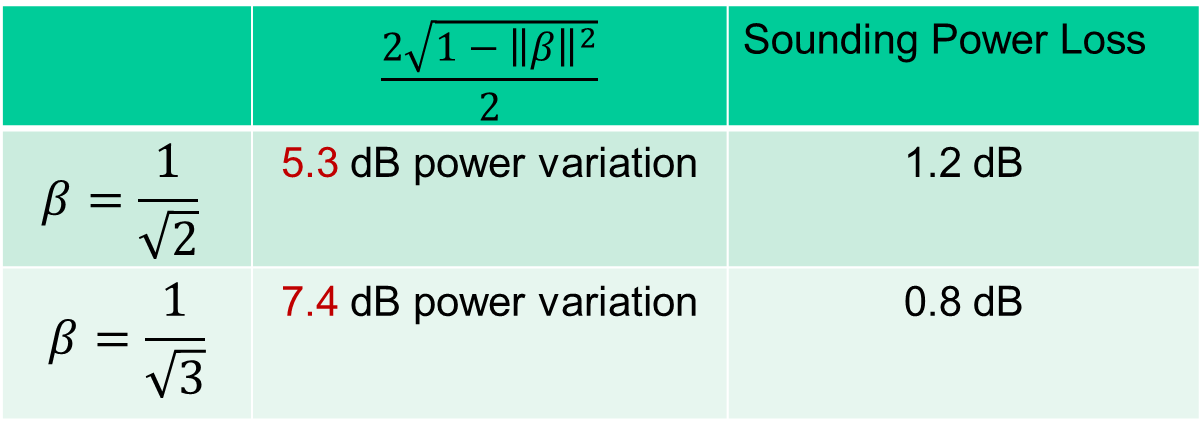 2√1 − ‖β‖² / 2
Sounding Power Loss
β = 1/√2
5.3 dB power variation
1.2 dB
β = 1/√3
7.4 dB power variation
0.8 dB